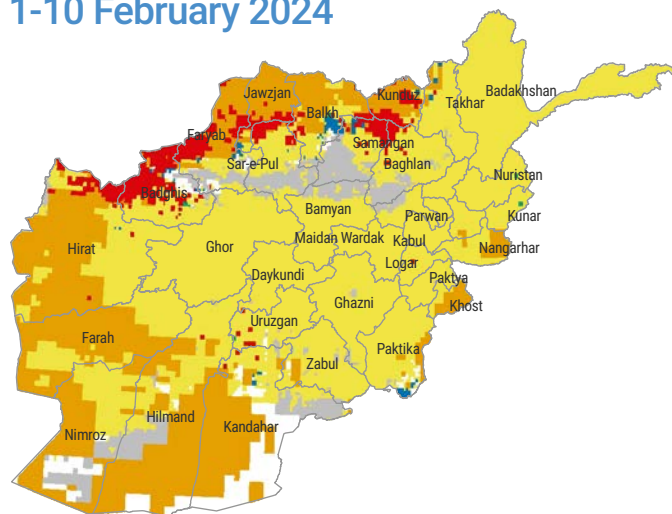 1-10 February 2024
Jawzjan
Balkh
Kunduz
Takhar
Badakhshan
Faryab
Sar-e-Pul
Samangan
Baghlan
Badghis
Nuristan
Bamyan
Parwan
Kunar
Hirat
Ghor
Maidan Wardak
Kabul
Nangarhar
Logar
Daykundi
Paktya
Ghazni
Khost
Uruzgan
Farah
Paktika
Zabul
Hilmand
Kandahar
Nimroz